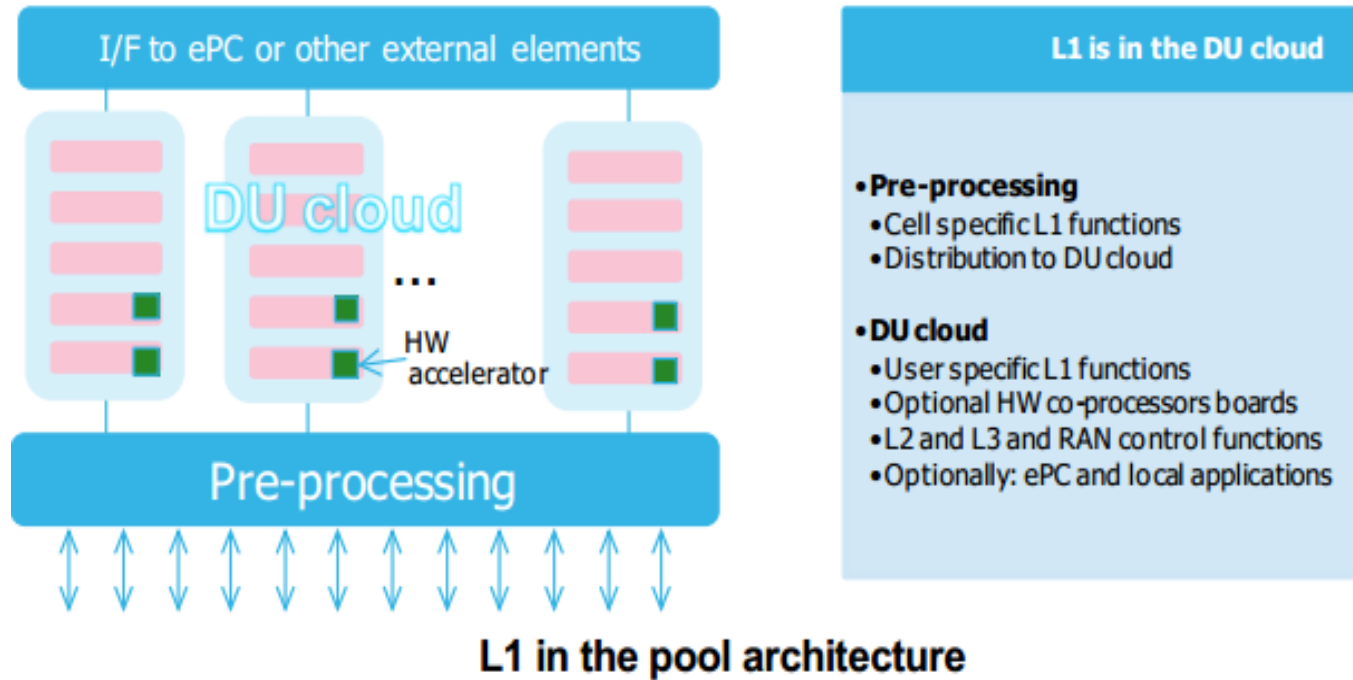 I/F to ePC or other external elements
DU cloud
...
HW
accelerator
Pre-processing
L1 is in the DU cloud
•Pre-processing
•Cell specific L1 functions
•Distribution to DU cloud
•DU cloud
•User specific L1 functions
•Optional HW co-processors boards
•L2 and L3 and RAN control functions
•Optionally: ePC and local applications
L1 in the pool architecture